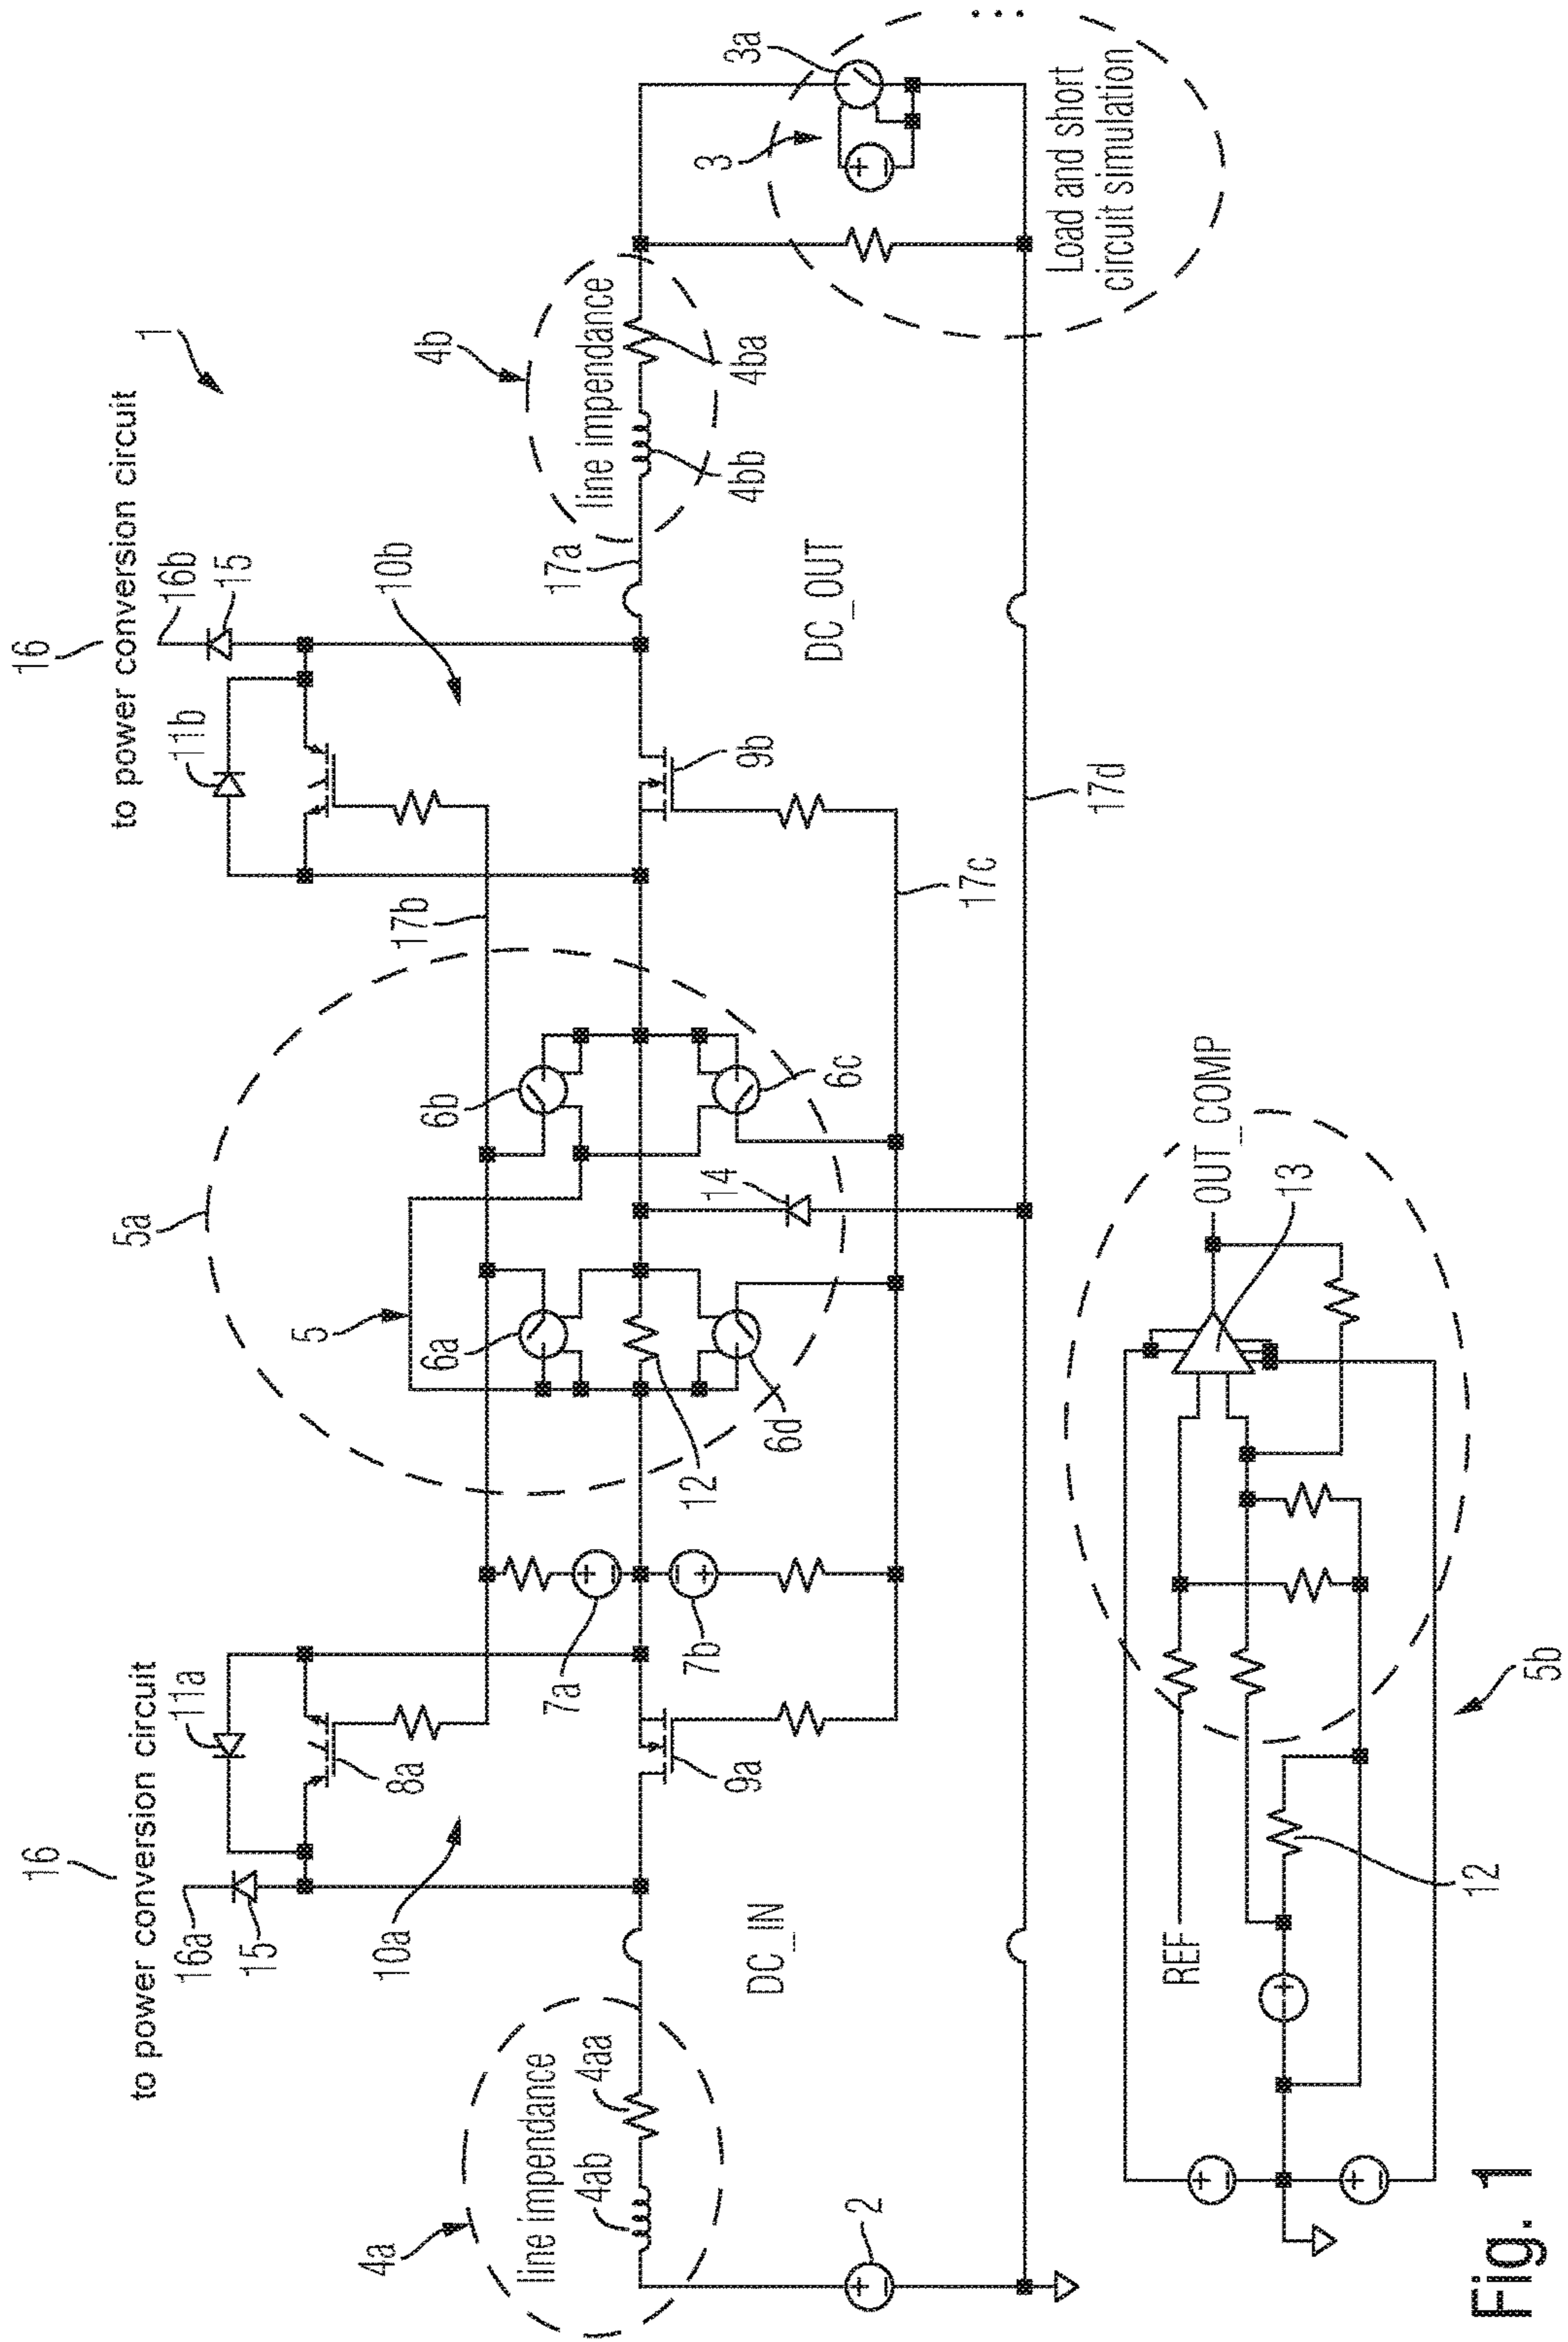 16
to power conversion circuit
16a
15
11a
8a
10a
9a
7a
7b
4a
line impendance
4ab
4aa
2
DC_IN
5a
5
6a
6b
6c
6d
12
14
17b
17c
17d
16
to power conversion circuit
16b
15
11b
10b
9b
17a
DC_OUT
1
4b
line impendance
4bb
4ba
3
3a
Load and short
circuit simulation
REF
12
5b
13
OUT_COMP
Fig. 1